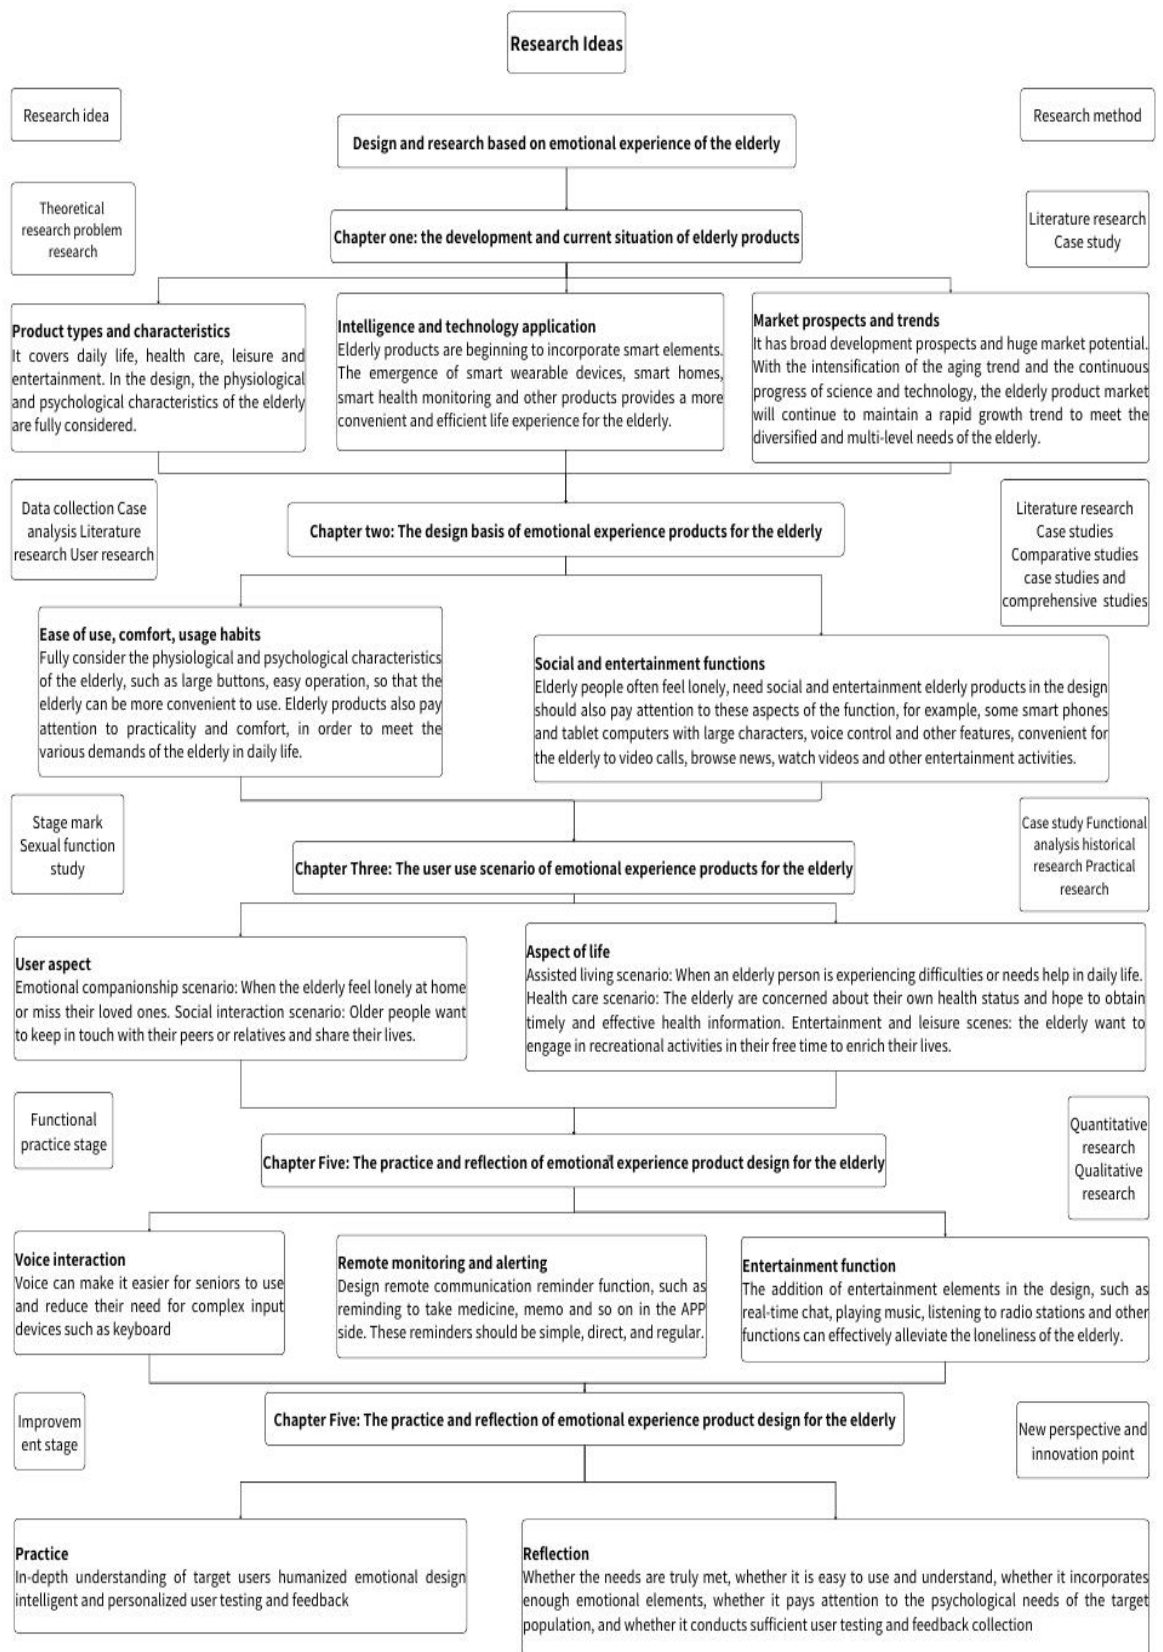 Research Ideas
Research idea
Research method
Design and research based on emotional experience of the elderly
Theoretical
research problem
research
Literature research
Case study
Chapter one: the development and current situation of elderly products
Product types and characteristics
It covers daily life, health care, leisure and
entertainment. In the design, the physiological
and psychological characteristics of the elderly
are fully considered.
Intelligence and technology application
Elderly products are beginning to incorporate smart elements.
The emergence of smart wearable devices, smart homes,
smart health monitoring and other products provides a more
convenient and efficient life experience for the elderly.
Market prospects and trends
It has broad development prospects and huge market potential.
With the intensification of the aging trend and the continuous
progress of science and technology, the elderly product market
will continue to maintain a rapid growth trend to meet the
diversified and multi-level needs of the elderly.
Data collection Case
analysis Literature
research User research
Literature research
Case studies
Comparative studies
case studies and
comprehensive studies
Chapter two: The design basis of emotional experience products for the elderly
Ease of use, comfort, usage habits
Fully consider the physiological and psychological characteristics
of the elderly, such as large buttons, easy operation, so that the
elderly can be more convenient to use. Elderly products also pay
attention to practicality and comfort, in order to meet the
various demands of the elderly in daily life.
Social and entertainment functions
Elderly people often feel lonely, need social and entertainment elderly products in the design
should also pay attention to these aspects of the function, for example, some smart phones
and tablet computers with large characters, voice control and other features, convenient for
the elderly to video calls, browse news, watch videos and other entertainment activities.
Stage mark
Sexual function
study
Case study Functional
analysis historical
research Practical
research
Chapter Three: The user use scenario of emotional experience products for the elderly
User aspect
Emotional companionship scenario: When the elderly feel lonely at home
or miss their loved ones. Social interaction scenario: Older people want
to keep in touch with their peers or relatives and share their lives.
Aspect of life
Assisted living scenario: When an elderly person is experiencing difficulties or needs help in daily life.
Health care scenario: The elderly are concerned about their own health status and hope to obtain
timely and effective health information. Entertainment and leisure scenes: the elderly want to
engage in recreational activities in their free time to enrich their lives.
Functional
practice stage
Quantitative
research
Qualitative
research
Chapter Five: The practice and reflection of emotional experience product design for the elderly
Voice interaction
Voice can make it easier for seniors to use
and reduce their need for complex input
devices such as keyboard
Remote monitoring and alerting
Design remote communication reminder function, such as
reminding to take medicine, memo and so on in the APP
side. These reminders should be simple, direct, and regular.
Entertainment function
The addition of entertainment elements in the design, such as
real-time chat, playing music, listening to radio stations and other
functions can effectively alleviate the loneliness of the elderly.
Improvem
ent stage
New perspective and
innovation point
Chapter Five: The practice and reflection of emotional experience product design for the elderly
Practice
In-depth understanding of target users humanized emotional design
intelligent and personalized user testing and feedback
Reflection
Whether the needs are truly met, whether it is easy to use and understand, whether it incorporates
enough emotional elements, whether it pays attention to the psychological needs of the target
population, and whether it conducts sufficient user testing and feedback collection